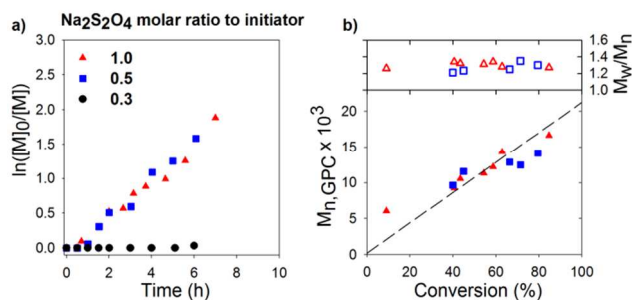 Na2S2O4 molar ratio to initiator
a)
3.0
2.5
2.0
1.5
1.0
0.5
0.0
ln([M]0/[M])
1.0
0.5
0.3
0 2 4 6 8 10
Time (h)
b)
1.6
1.4
1.2
1.0
Mw/Mn
20
15
10
5
0
Mn,GPC × 10³
0 20 40 60 80 100
Conversion (%)